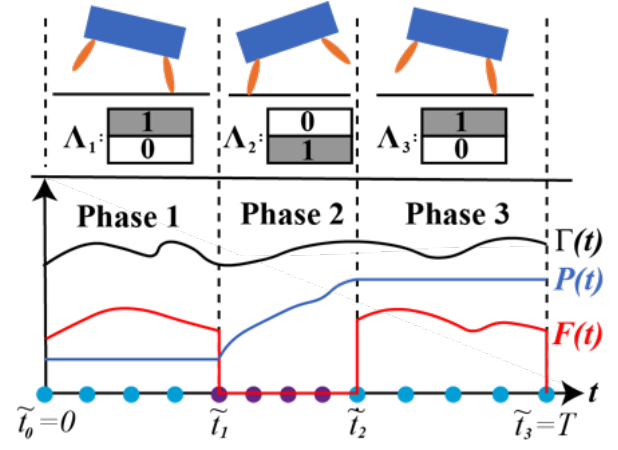 Λ₁: 1 0 Λ₂: 0 1 Λ₃: 1 0
Phase 1 Phase 2 Phase 3
Γ(t)
P(t)
F(t)
t
t̃₀=0 t̃₁ t̃₂ t̃₃=T